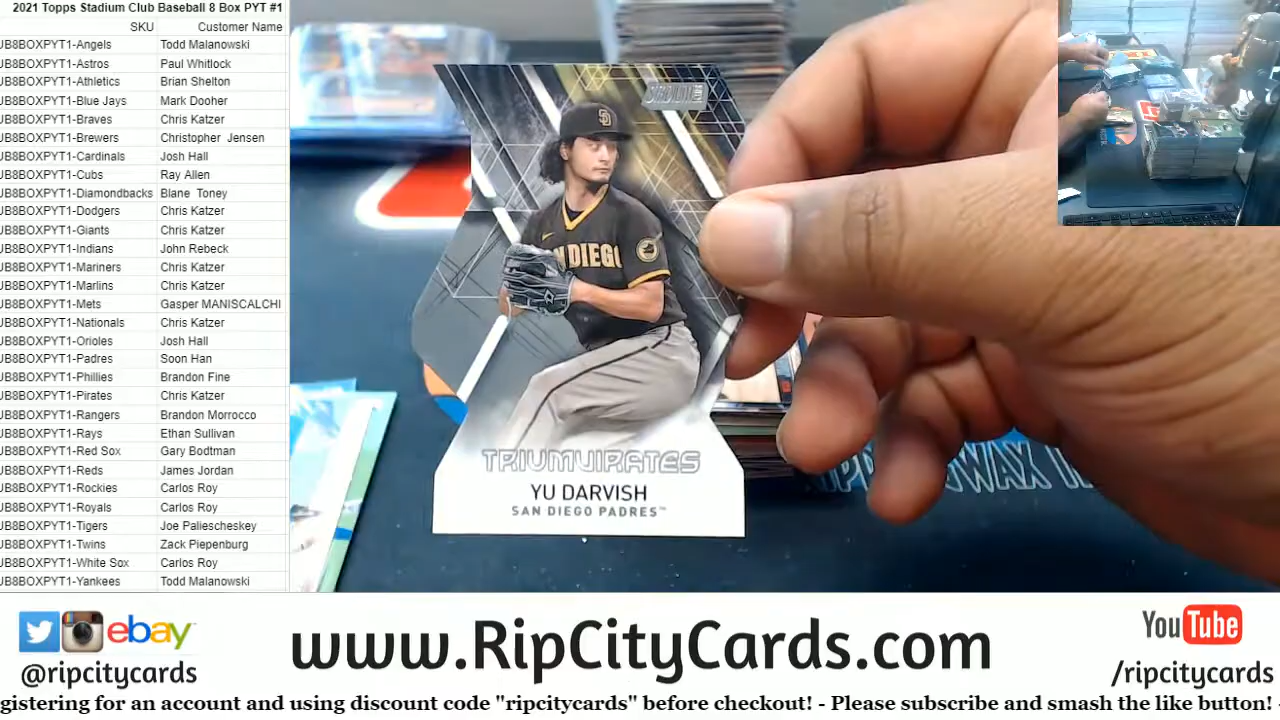 2021 Topps Stadium Club Baseball 8 Box PYT #1
SKU Customer Name
JB8BOXPYT1-Angels Todd Malanowski
JB8BOXPYT1-Astros Paul Whitlock
JB8BOXPYT1-Athletics Brian Shelton
JB8BOXPYT1-Blue Jays Mark Dooher
JB8BOXPYT1-Braves Chris Katzer
JB8BOXPYT1-Brewers Christopher Jensen
JB8BOXPYT1-Cardinals Josh Hall
JB8BOXPYT1-Cubs Ray Allen
JB8BOXPYT1-Diamondbacks Blane Toney
JB8BOXPYT1-Dodgers Chris Katzer
JB8BOXPYT1-Giants Chris Katzer
JB8BOXPYT1-Indians John Rebeck
JB8BOXPYT1-Mariners Chris Katzer
JB8BOXPYT1-Marlins Chris Katzer
JB8BOXPYT1-Mets Gasper MANISCALCHI
JB8BOXPYT1-Nationals Chris Katzer
JB8BOXPYT1-Orioles Josh Hall
JB8BOXPYT1-Padres Soon Han
JB8BOXPYT1-Phillies Brandon Fine
JB8BOXPYT1-Pirates Chris Katzer
JB8BOXPYT1-Rangers Brandon Morrocco
JB8BOXPYT1-Rays Ethan Sullivan
JB8BOXPYT1-Red Sox Gary Bodtman
JB8BOXPYT1-Reds James Jordan
JB8BOXPYT1-Rockies Carlos Roy
JB8BOXPYT1-Royals Carlos Roy
JB8BOXPYT1-Tigers Joe Paliescheskey
JB8BOXPYT1-Twins Zack Piepenburg
JB8BOXPYT1-White Sox Carlos Roy
JB8BOXPYT1-Yankees Todd Malanowski
SD
N DIEGO
TRIUMVIRATES
YU DARVISH
SAN DIEGO PADRES™
ebay™
@ripcitycards
www.RipCityCards.com
YouTube
/ripcitycards
gistering for an account and using discount code "ripcitycards" before checkout! - Please subscribe and smash the like button! -